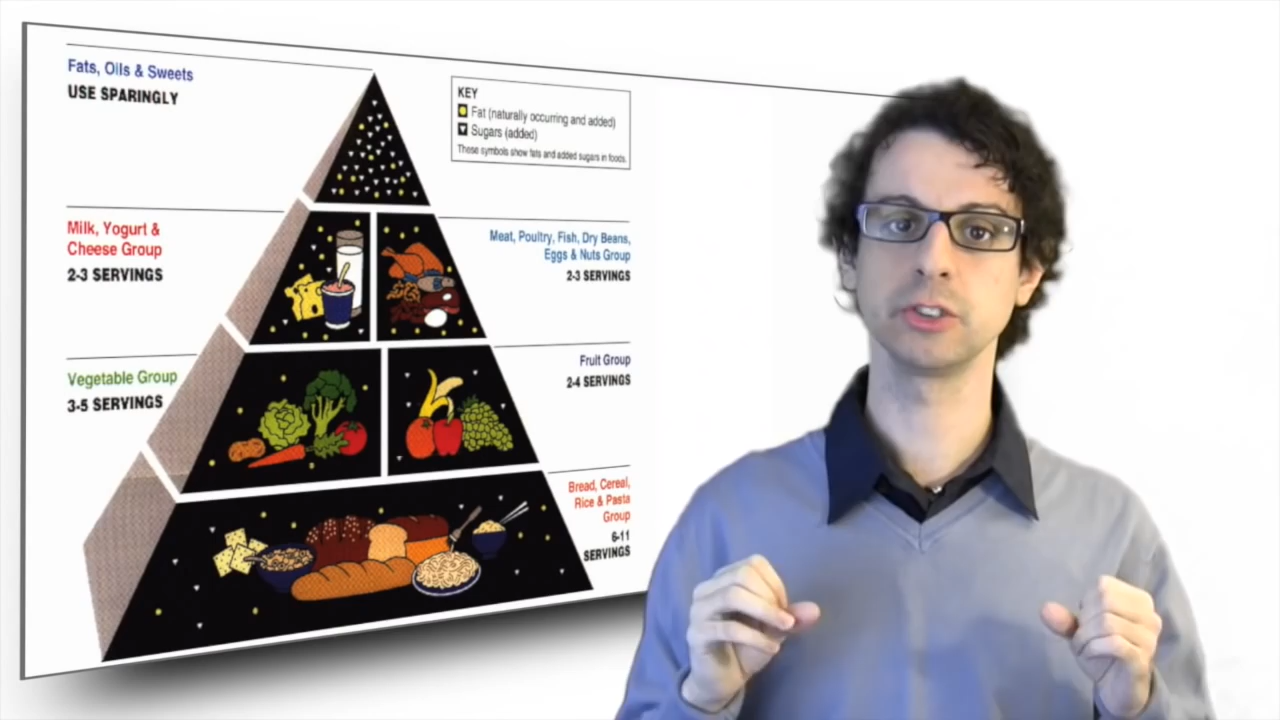 Fats, Oils & Sweets
USE SPARINGLY
KEY
Fat (naturally occurring and added)
Sugars (added)
These symbols show fats and added sugars in foods.
Milk, Yogurt &
Cheese Group
2-3 SERVINGS
Meat, Poultry, Fish, Dry Beans,
Eggs & Nuts Group
2-3 SERVINGS
Vegetable Group
3-5 SERVINGS
Fruit Group
2-4 SERVINGS
Bread, Cereal,
Rice & Pasta
Group
6-11
SERVINGS